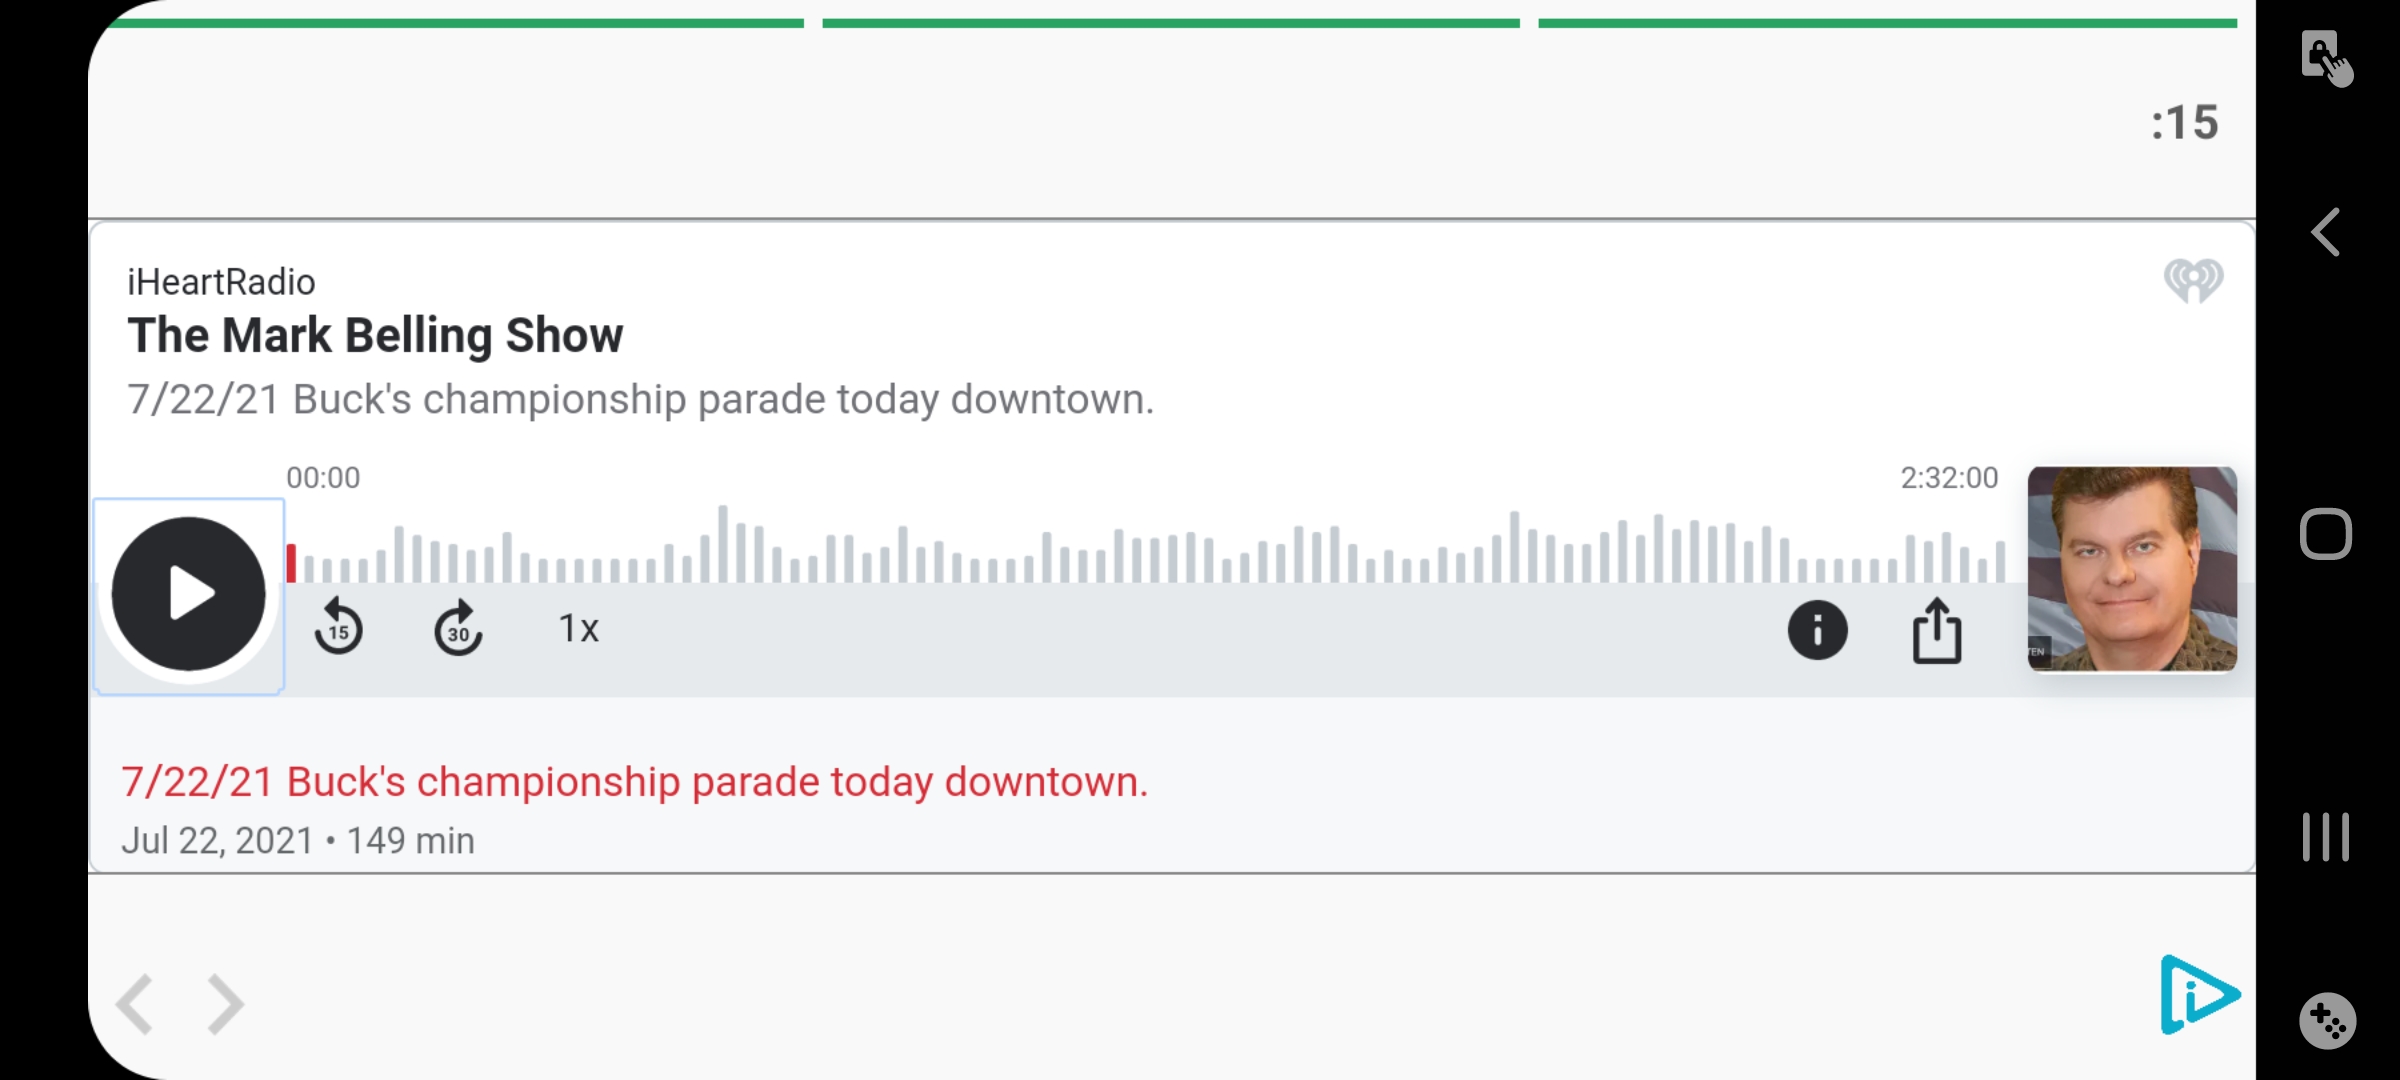 :15
iHeartRadio
The Mark Belling Show
7/22/21 Buck's championship parade today downtown.
00:00
2:32:00
15
30
1x
TEN
7/22/21 Buck's championship parade today downtown.
Jul 22, 2021 • 149 min